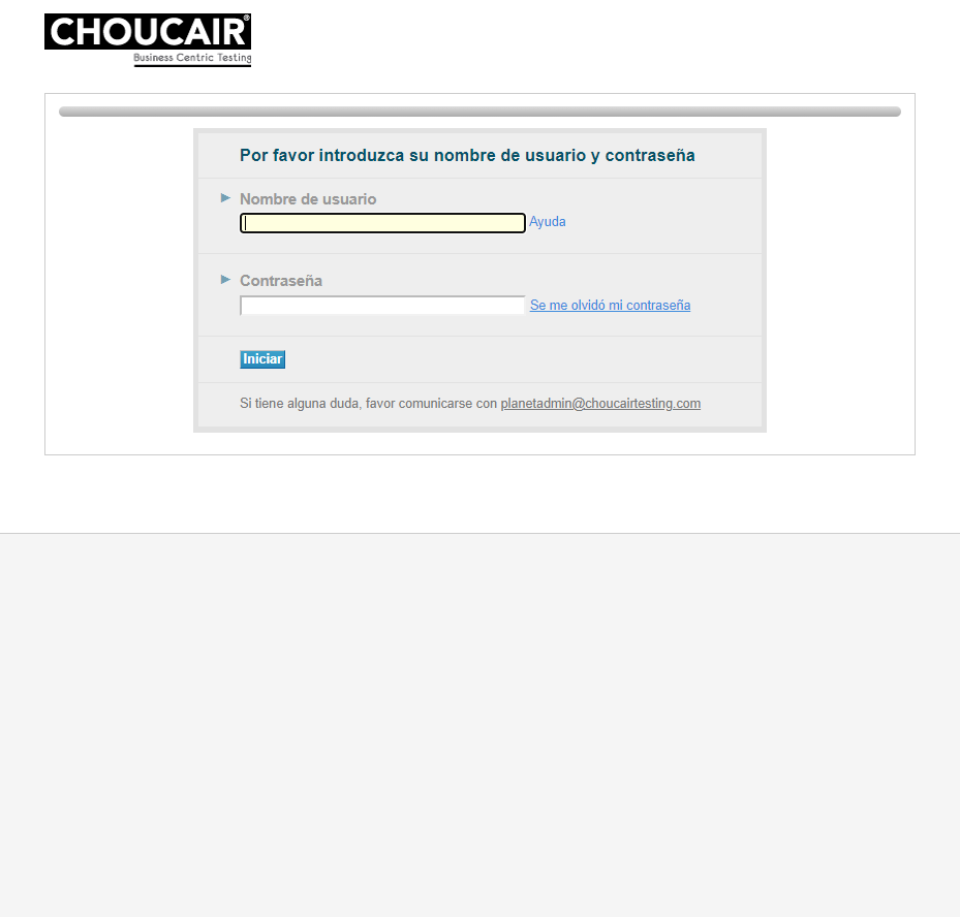 CHOUCAIR®
Business Centric Testing
Por favor introduzca su nombre de usuario y contraseña
Nombre de usuario
Ayuda
Contraseña
Se me olvidó mi contraseña
Iniciar
Si tiene alguna duda, favor comunicarse con planetadmin@choucairtesting.com